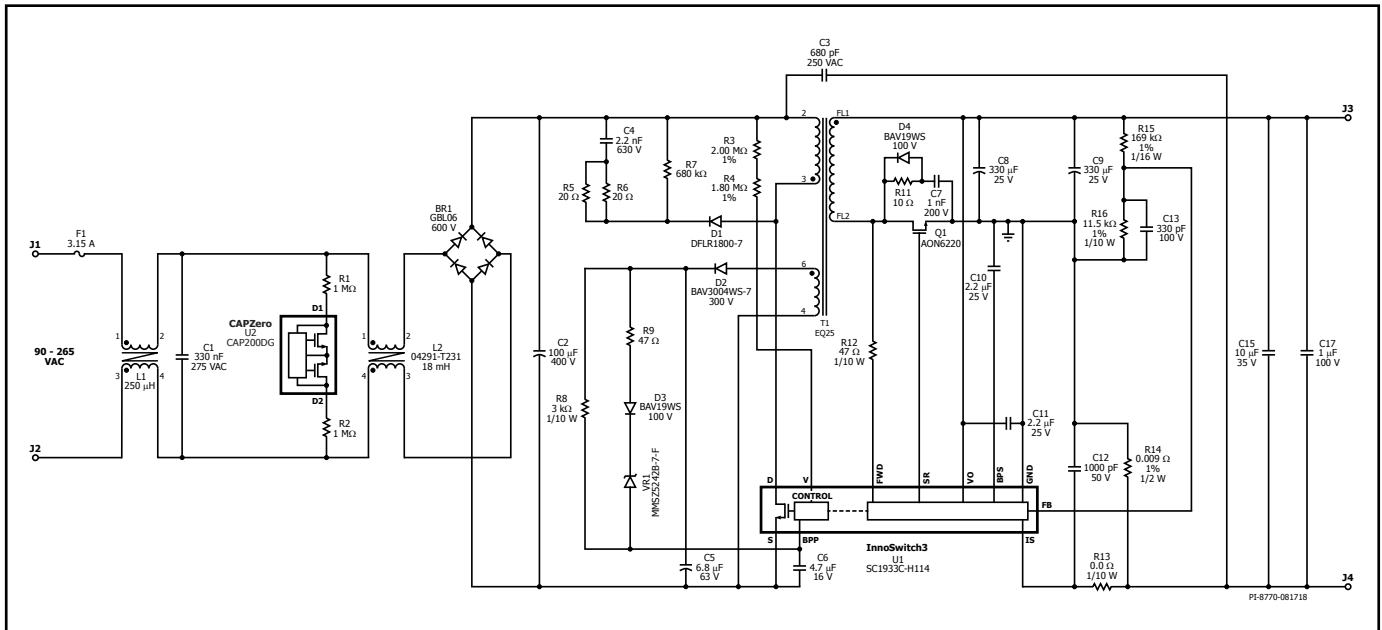 C3
680 pF
250 VAC
J3
FL1
2
3
FL2
C4
2.2 nF
630 V
R3
2.00 MΩ
1%
R7
680 kΩ
R4
1.80 MΩ
1%
R5
20 Ω
R6
20 Ω
D4
BAV19WS
100 V
R11
10 Ω
C7
1 nF
200 V
C8
330 µF
25 V
C9
330 µF
25 V
R15
169 kΩ
1%
1/16 W
R16
11.5 kΩ
1%
1/10 W
C13
330 pF
100 V
BR1
GBL06
600 V
D1
DFLR1800-7
Q1
AON6220
J1
F1
3.15 A
D2
BAV3004WS-7
300 V
6
4
T1
EQ25
C10
2.2 µF
25 V
R1
1 MΩ
D1
CAPZero
U2
CAP200DG
D2
R2
1 MΩ
1
2
3
4
L1
250 µH
C1
330 nF
275 VAC
1
2
4
3
L2
04291-T231
18 mH
90 - 265
VAC
J2
C2
100 µF
400 V
R9
47 Ω
R8
3 kΩ
1/10 W
D3
BAV19WS
100 V
VR1
MMSZ5242B-7-F
R12
47 Ω
1/10 W
C15
10 µF
35 V
C17
1 µF
100 V
C11
2.2 µF
25 V
C12
1000 pF
50 V
R14
0.009 Ω
1%
1/2 W
D
V
FWD
SR
VO
BPS
GND
CONTROL
FB
S
BPP
IS
InnoSwitch3
U1
SC1933C-H114
C5
6.8 µF
63 V
C6
4.7 µF
16 V
R13
0.0 Ω
1/10 W
J4
PI-8770-081718